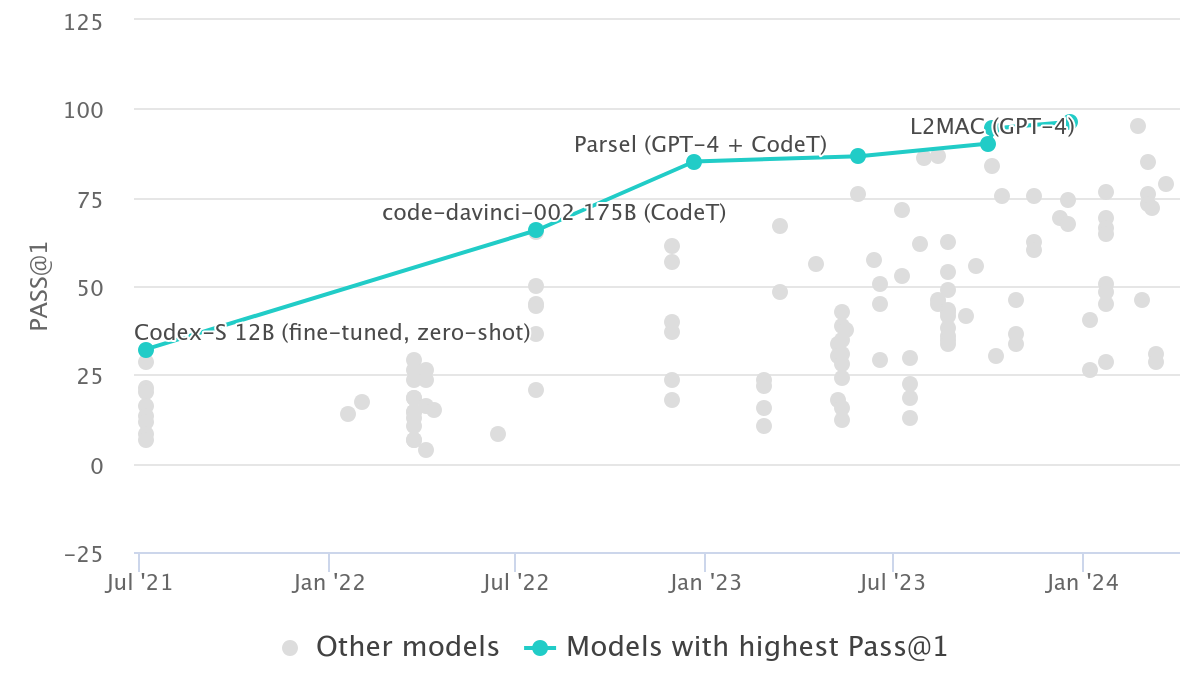 125
100
75
50
25
0
−25
PASS@1
L2MAC (GPT−4)
Parsel (GPT−4 + CodeT)
code−davinci−002 175B (CodeT)
Codex−S 12B (fine−tuned, zero−shot)
Jul '21
Jan '22
Jul '22
Jan '23
Jul '23
Jan '24
Other models
Models with highest Pass@1